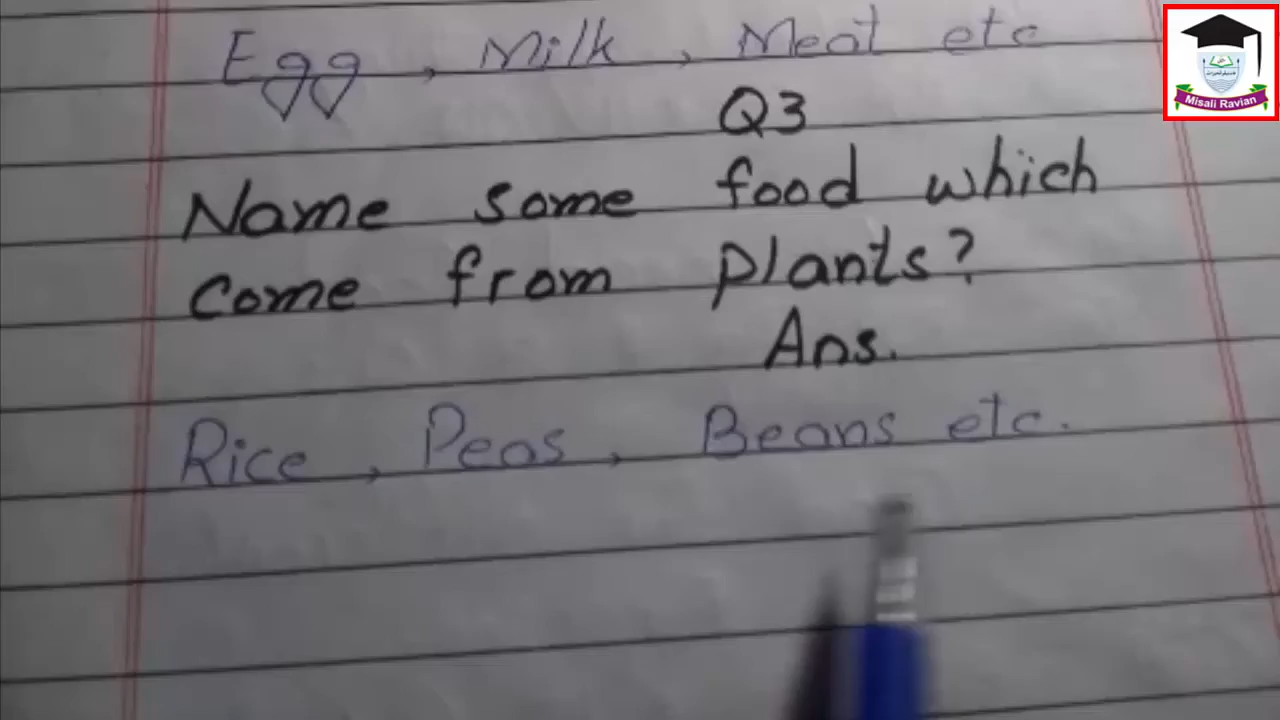 Egg, Milk, Meat etc
Q3
Name some food which
come from plants?
Ans.
Rice, Peas, Beans etc.
Misali Ravian